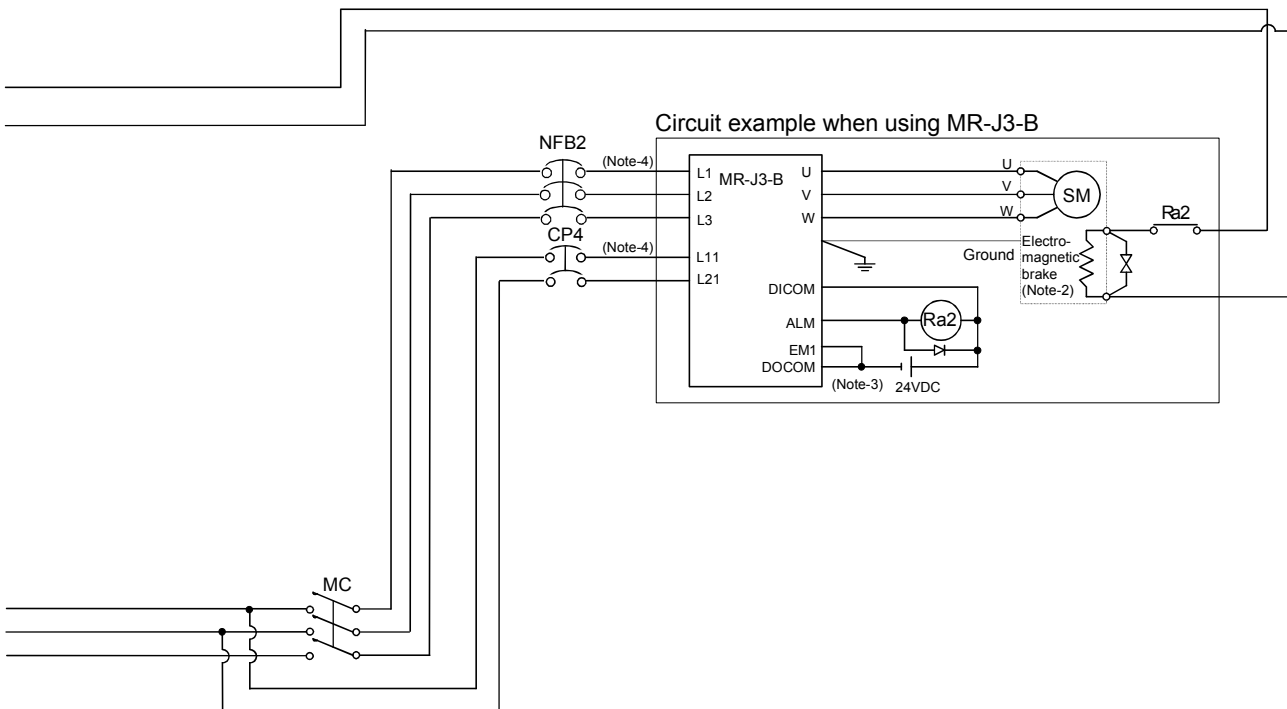 Circuit example when using MR-J3-B
NFB2
(Note-4)
L1
MR-J3-B
U
U
L2
V
V
SM
L3
W
W
Ra2
CP4
(Note-4)
L11
Ground
Electro-
magnetic
brake
(Note-2)
L21
DICOM
ALM
Ra2
EM1
DOCOM
(Note-3)
24VDC
MC